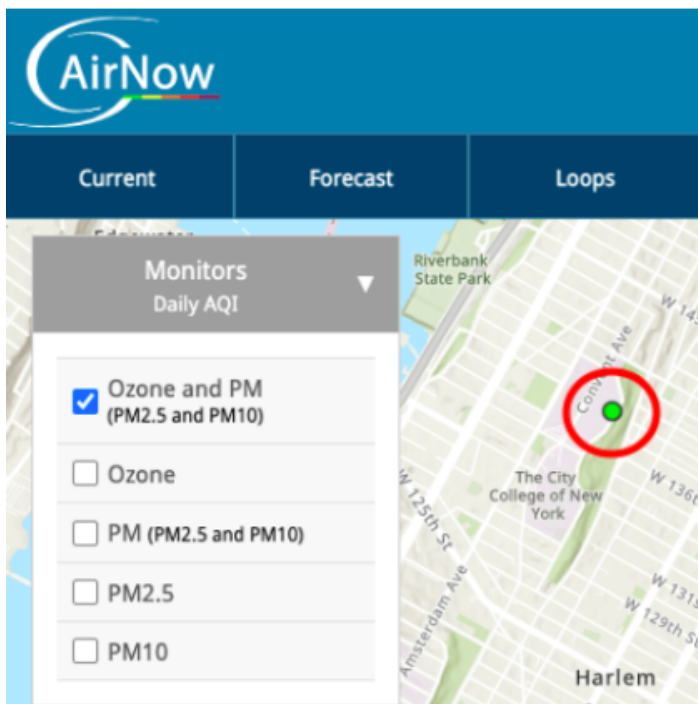 AirNow
Current
Forecast
Loops
Edgewater
Monitors
Daily AQI
Ozone and PM
(PM2.5 and PM10)
Ozone
PM (PM2.5 and PM10)
PM2.5
PM10
Riverbank
State Park
Convent Ave
The City
College of New
York
W 125th St
Amsterdam Ave
W 129th St
Harlem